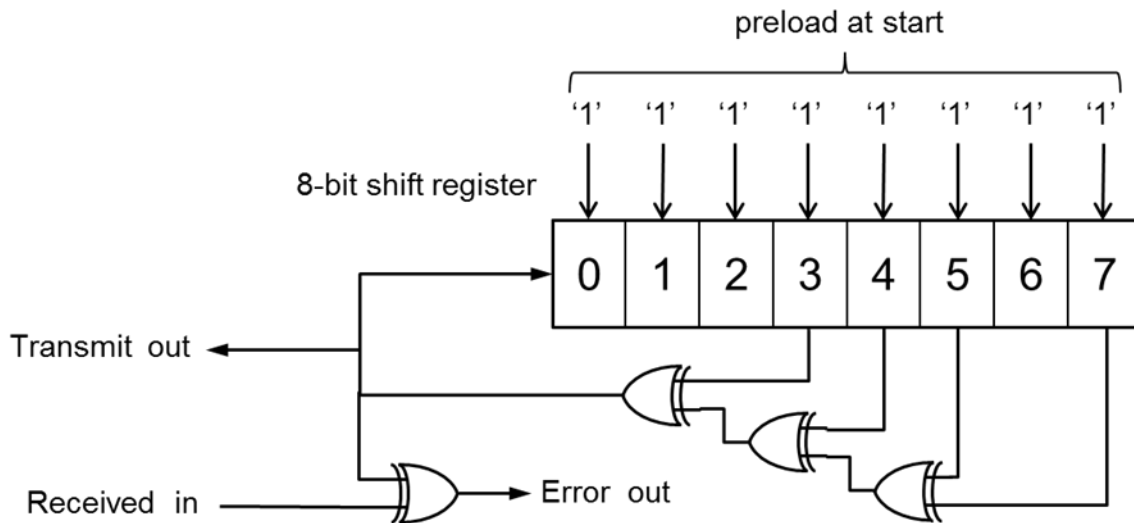 preload at start
‘1’ ‘1’ ‘1’ ‘1’ ‘1’ ‘1’ ‘1’ ‘1’
8-bit shift register
0 1 2 3 4 5 6 7
Transmit out
Received in
Error out